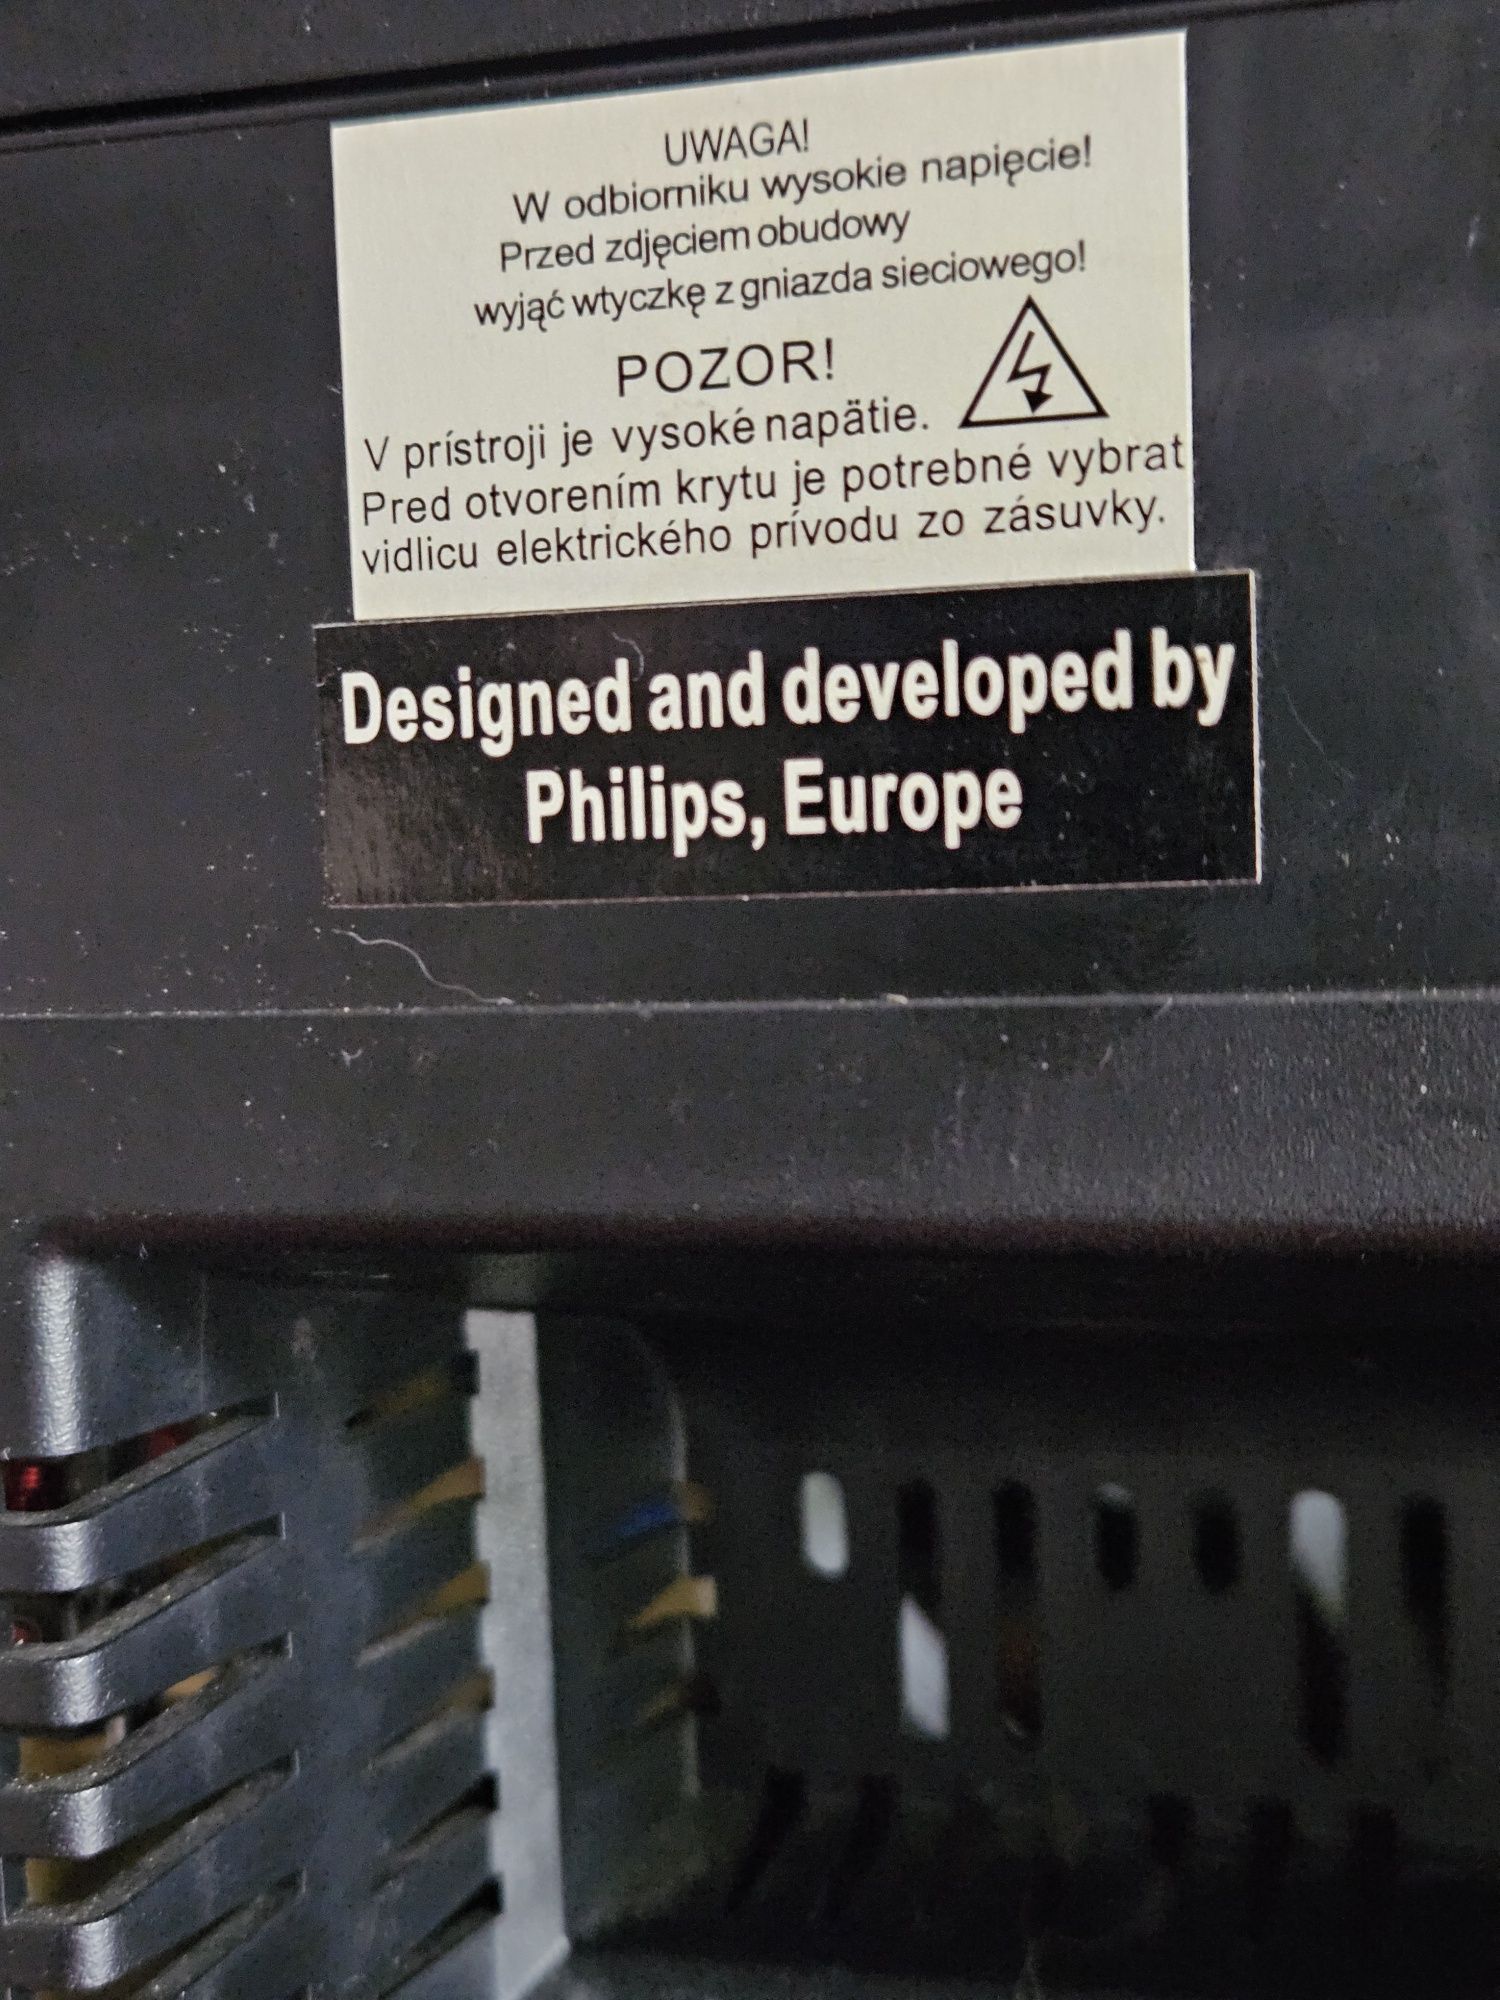 UWAGA!
W odbiorniku wysokie napięcie!
Przed zdjęciem obudowy
wyjąć wtyczkę z gniazda sieciowego!
POZOR!
V prístroji je vysoké napätie.
Pred otvorením krytu je potrebné vybrat
vidlicu elektrického prívodu zo zásuvky.
Designed and developed by
Philips, Europe